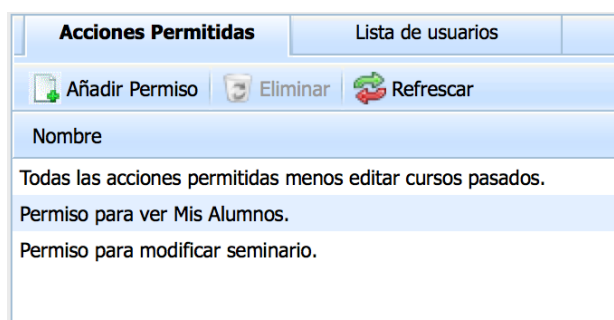 Acciones Permitidas Lista de usuarios
Añadir Permiso Eliminar Refrescar
Nombre
Todas las acciones permitidas menos editar cursos pasados.
Permiso para ver Mis Alumnos.
Permiso para modificar seminario.